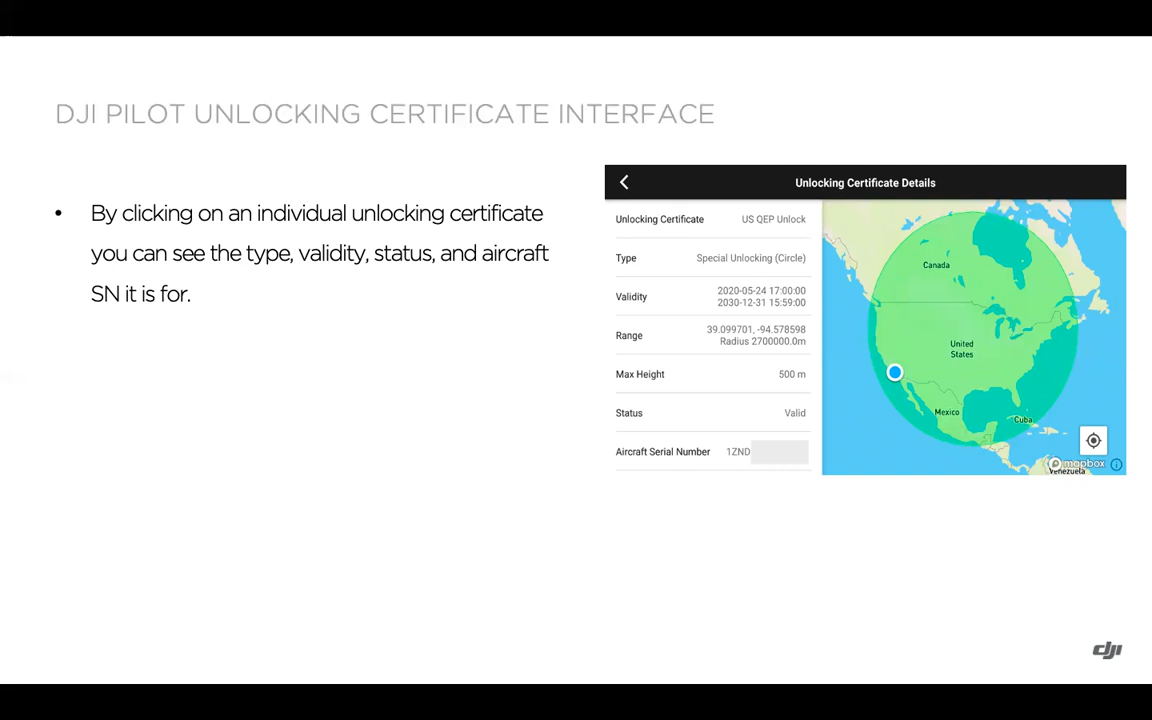 DJI PILOT UNLOCKING CERTIFICATE INTERFACE
• By clicking on an individual unlocking certificate
you can see the type, validity, status, and aircraft
SN it is for.
Unlocking Certificate Details
Unlocking Certificate US QEP Unlock
Type Special Unlocking (Circle)
Validity 2020-05-24 17:00:00
2030-12-31 15:59:00
Range 39.099701, -94.578598
Radius 2700000.0m
Max Height 500 m
Status Valid
Aircraft Serial Number 1ZND
Canada
United
States
Mexico
Cuba
mapbox
Venezuela
dji